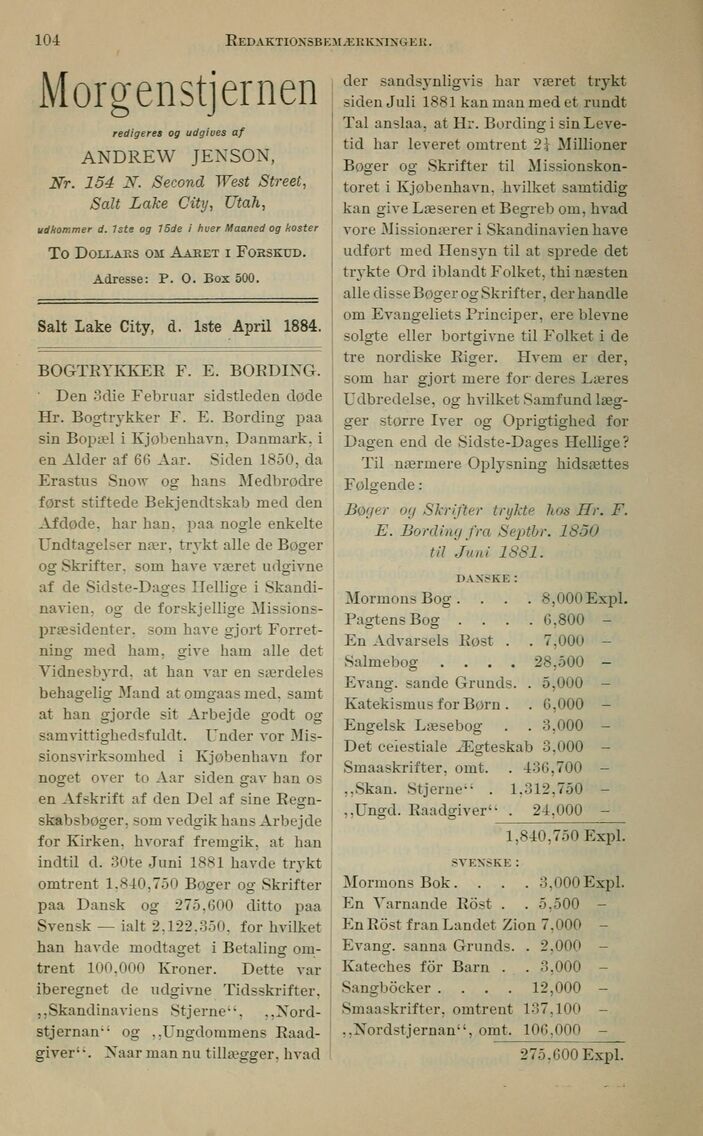 104 REDAKTIONSBEMÆRKNINGER.
Morgenstjernen
redigeres og udgives af
ANDREW JENSON,
Nr. 154 N. Second West Street,
Salt Lake City, Utah,
udkommer d. 1ste og 15de i hver Maaned og koster
TO DOLLARS OM AARET I FORSKUD.
Adresse: P. O. Box 500.
Salt Lake City, d. 1ste April 1884.
BOGTRYKKER F. E. BORDING.
Den 3die Februar sidstleden døde
Hr. Bogtrykker F. E. Bording paa
sin Bopæl i Kjøbenhavn, Danmark, i
en Alder af 66 Aar. Siden 1850, da
Erastus Snow og hans Medbrødre
først stiftede Bekjendtskab med den
Afdøde, har han, paa nogle enkelte
Undtagelser nær, trykt alle de Bøger
og Skrifter, som have været udgivne
af de Sidste-Dages Hellige i Skandi-
navien, og de forskjellige Missions-
præsidenter, som have gjort Forret-
ning med ham, give ham alle det
Vidnesbyrd, at han var en særdeles
behagelig Mand at omgaas med, samt
at han gjorde sit Arbejde godt og
samvittighedsfuldt. Under vor Mis-
sionsvirksomhed i Kjøbenhavn for
noget over to Aar siden gav han os
en Afskrift af den Del af sine Regn-
skabsbøger, som vedgik hans Arbejde
for Kirken, hvoraf fremgik, at han
indtil d. 30te Juni 1881 havde trykt
omtrent 1,840,750 Bøger og Skrifter
paa Dansk og 275,600 ditto paa
Svensk — ialt 2,122,350, for hvilket
han havde modtaget i Betaling om-
trent 100,000 Kroner. Dette var
iberegnet de udgivne Tidsskrifter,
,,Skandinaviens Stjerne“, ,,Nord-
stjernan“ og ,,Ungdommens Raad-
giver“. Naar man nu tillægger, hvad
der sandsynligvis har været trykt
siden Juli 1881 kan man med et rundt
Tal anslaa, at Hr. Bording i sin Leve-
tid har leveret omtrent 2¼ Millioner
Bøger og Skrifter til Missionskon-
toret i Kjøbenhavn, hvilket samtidig
kan give Læseren et Begreb om, hvad
vore Missionærer i Skandinavien have
udført med Hensyn til at sprede det
trykte Ord iblandt Folket, thi næsten
alle disse Bøger og Skrifter, der handle
om Evangeliets Principer, ere blevne
solgte eller bortgivne til Folket i de
tre nordiske Riger. Hvem er der,
som har gjort mere for deres Læres
Udbredelse, og hvilket Samfund læg-
ger større Iver og Oprigtighed for
Dagen end de Sidste-Dages Hellige?
Til nærmere Oplysning hidsættes
Følgende:
Bøger og Skrifter trykte hos Hr. F.
E. Bording fra Septbr. 1850
til Juni 1881.
DANSKE:
Mormons Bog . . . . 8,000 Expl.
Pagtens Bog . . . . 6,800 –
En Advarsels Røst . . 7,000 –
Salmebog . . . . 28,500 –
Evang. sande Grunds. . 5,000 –
Katekismus for Børn . . 6,000 –
Engelsk Læsebog . . 3,000 –
Det ceiestiale Ægteskab 3,000 –
Smaaskrifter, omt. . 436,700 –
,,Skan. Stjerne“ . 1,312,750 –
,,Ungd. Raadgiver“ . 24,000 –
1,840,750 Expl.
SVENSKE:
Mormons Bok . . . . 3,000 Expl.
En Varnande Röst . . 5,500 –
En Röst fran Landet Zion 7,000 –
Evang. sanna Grunds. . 2,000 –
Kateches för Barn . . 3,000 –
Sangböcker . . . . 12,000 –
Smaaskrifter, omtrent 137,100 –
,,Nordstjernan“, omt. 106,000 –
275,600 Expl.